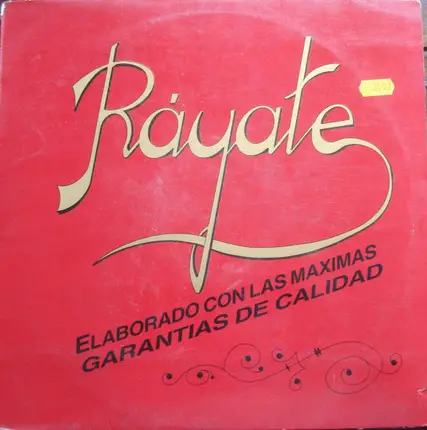 Ráyate
ELABORADO CON LAS MAXIMAS
GARANTIAS DE CALIDAD